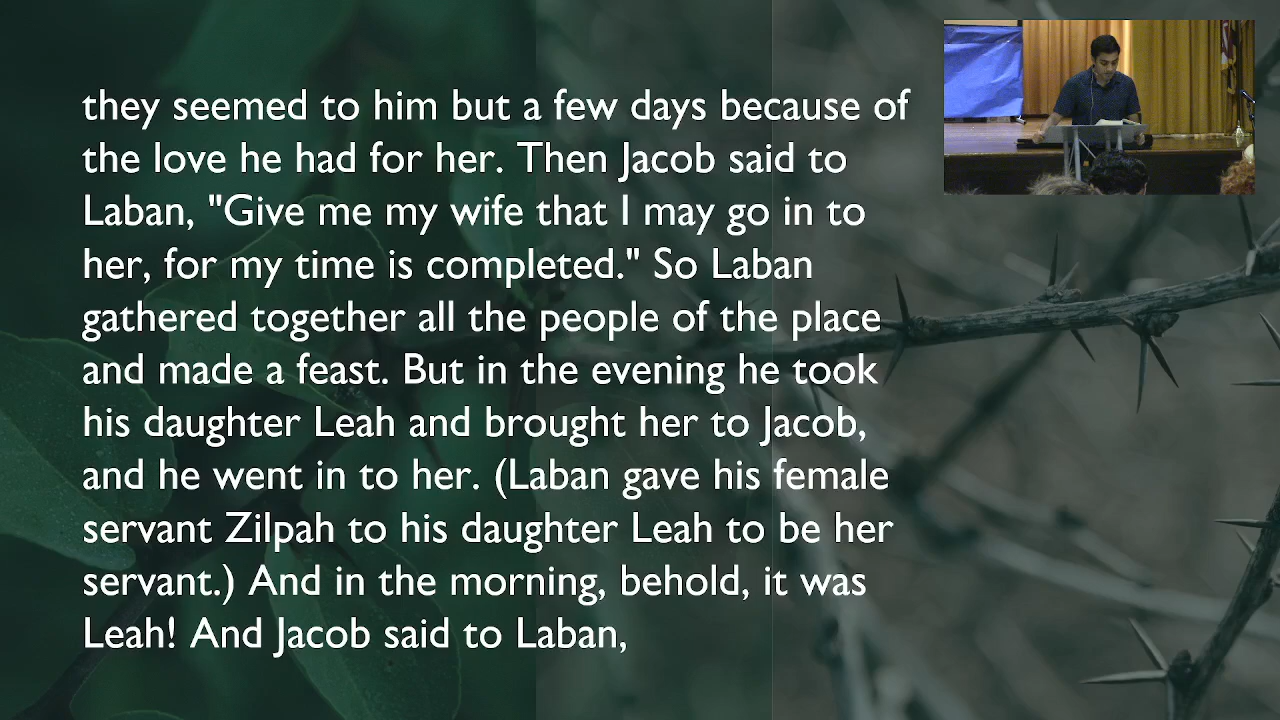 they seemed to him but a few days because of
the love he had for her. Then Jacob said to
Laban, "Give me my wife that I may go in to
her, for my time is completed." So Laban
gathered together all the people of the place
and made a feast. But in the evening he took
his daughter Leah and brought her to Jacob,
and he went in to her. (Laban gave his female
servant Zilpah to his daughter Leah to be her
servant.) And in the morning, behold, it was
Leah! And Jacob said to Laban,